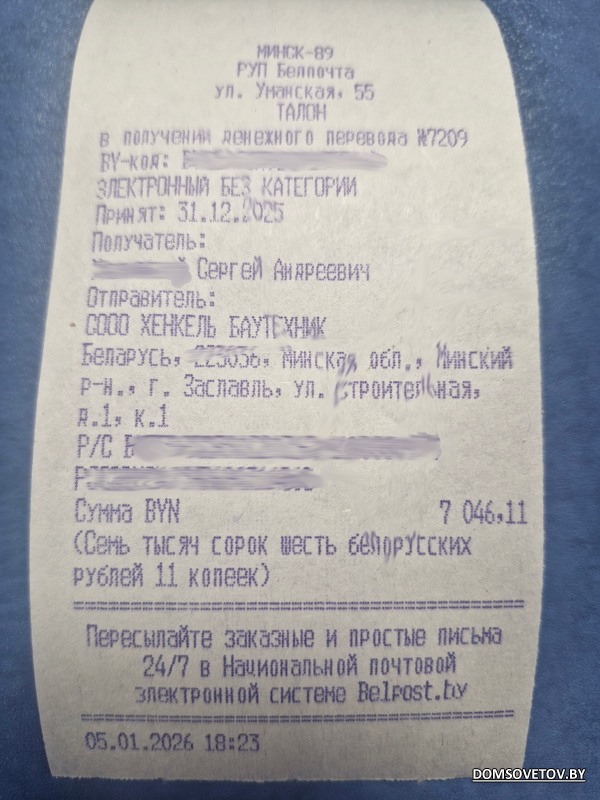 МИНСК-89
РУП Белпочта
ул. Уманская, 55
ТАЛОН
в получении денежного перевода №7209
BY-код:
ЭЛЕКТРОННЫЙ БЕЗ КАТЕГОРИИ
Принят: 31.12.2025
Получатель:
Сергей Андреевич
Отправитель:
СООО ХЕНКЕЛЬ БАУТЕХНИК
Беларусь, 223036, Минская обл., Минский
р-н., г. Заславль, ул. Строительная,
д.1, к.1
Р/С
Сумма BYN 7 046,11
(Семь тысяч сорок шесть белорусских
рублей 11 копеек)
Пересылайте заказные и простые письма
24/7 в Национальной почтовой
электронной системе Belpost.by
05.01.2026 18:23
DOMSOVETOV.BY